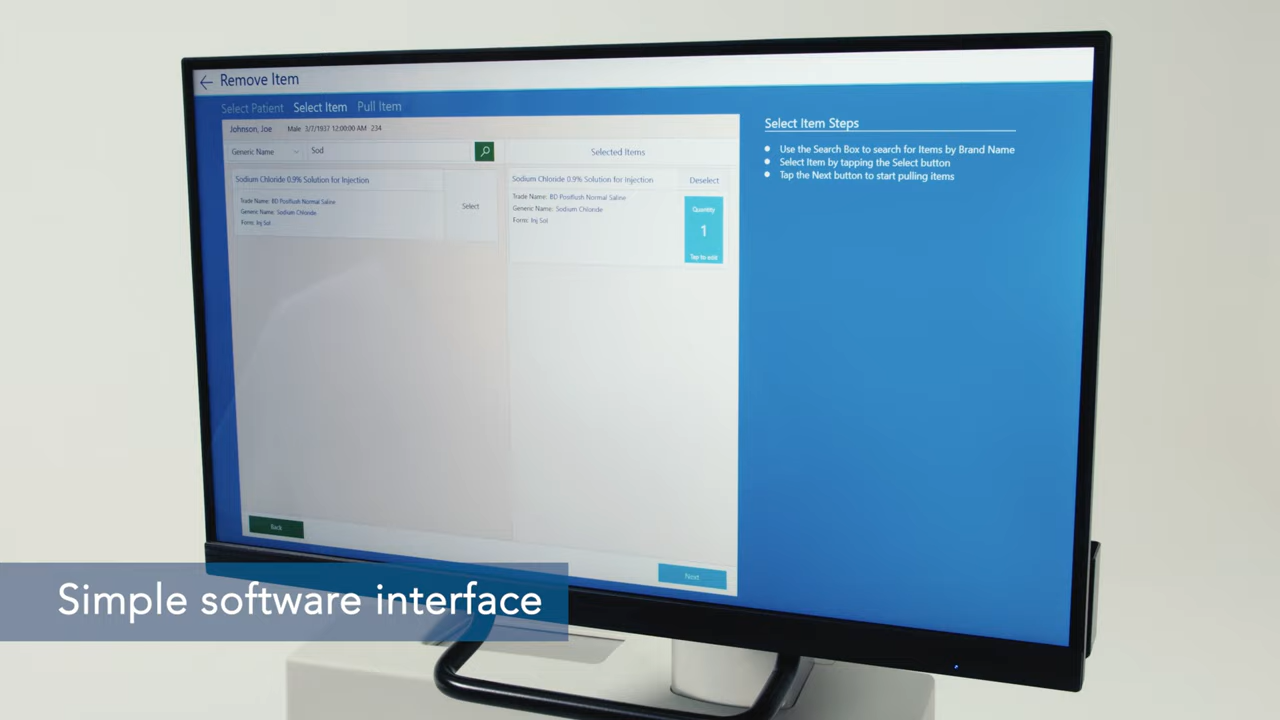 Remove Item
Select Patient Select Item Pull Item
Johnson, Joe Male 3/7/1937 12:00:00 AM 234
Generic Name Sod
Selected Items
Sodium Chloride 0.9% Solution for Injection
Trade Name: BD Posiflush Normal Saline
Generic Name: Sodium Chloride
Form: Inj Sol
Select
Sodium Chloride 0.9% Solution for Injection
Deselect
Trade Name: BD Posiflush Normal Saline
Generic Name: Sodium Chloride
Form: Inj Sol
Quantity
1
Tap to edit
Back
Next
Select Item Steps
Use the Search Box to search for Items by Brand Name
Select Item by tapping the Select button
Tap the Next button to start pulling items
Simple software interface